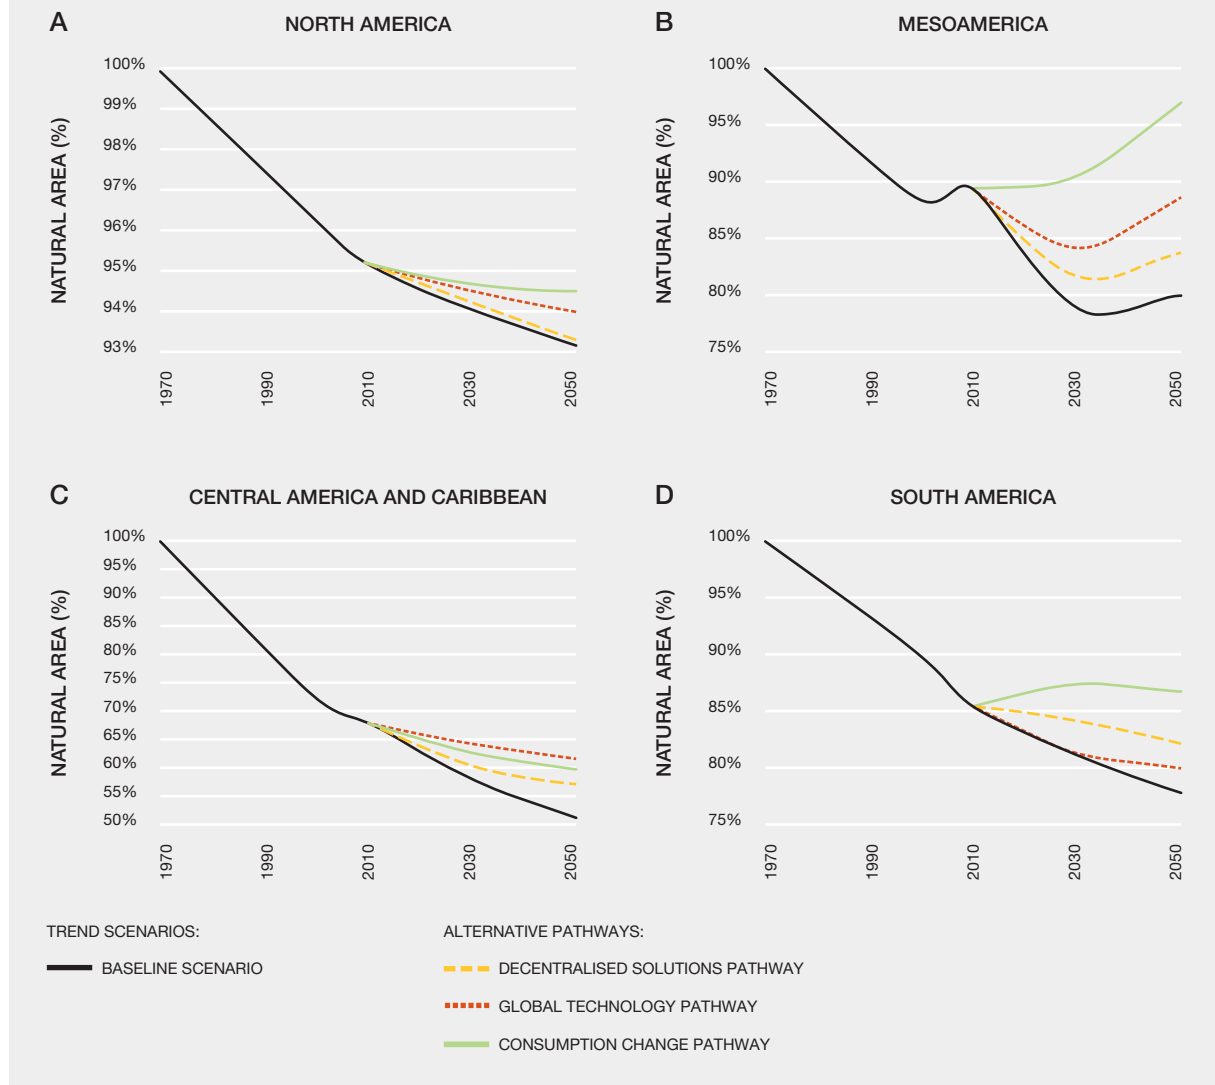 A
NORTH AMERICA
NATURAL AREA (%)
100%
99%
98%
97%
96%
95%
94%
93%
1970
1990
2010
2030
2050
B
MESOAMERICA
NATURAL AREA (%)
100%
95%
90%
85%
80%
75%
1970
1990
2010
2030
2050
C
CENTRAL AMERICA AND CARIBBEAN
NATURAL AREA (%)
100%
95%
90%
85%
80%
75%
70%
65%
60%
55%
50%
1970
1990
2010
2030
2050
D
SOUTH AMERICA
NATURAL AREA (%)
100%
95%
90%
85%
80%
75%
1970
1990
2010
2030
2050
TREND SCENARIOS:
BASELINE SCENARIO
ALTERNATIVE PATHWAYS:
DECENTRALISED SOLUTIONS PATHWAY
GLOBAL TECHNOLOGY PATHWAY
CONSUMPTION CHANGE PATHWAY